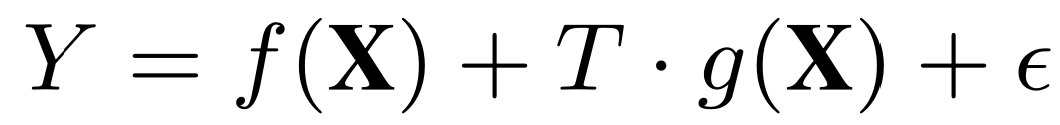 Y = f(𝐗) + T · g(𝐗) + ϵ